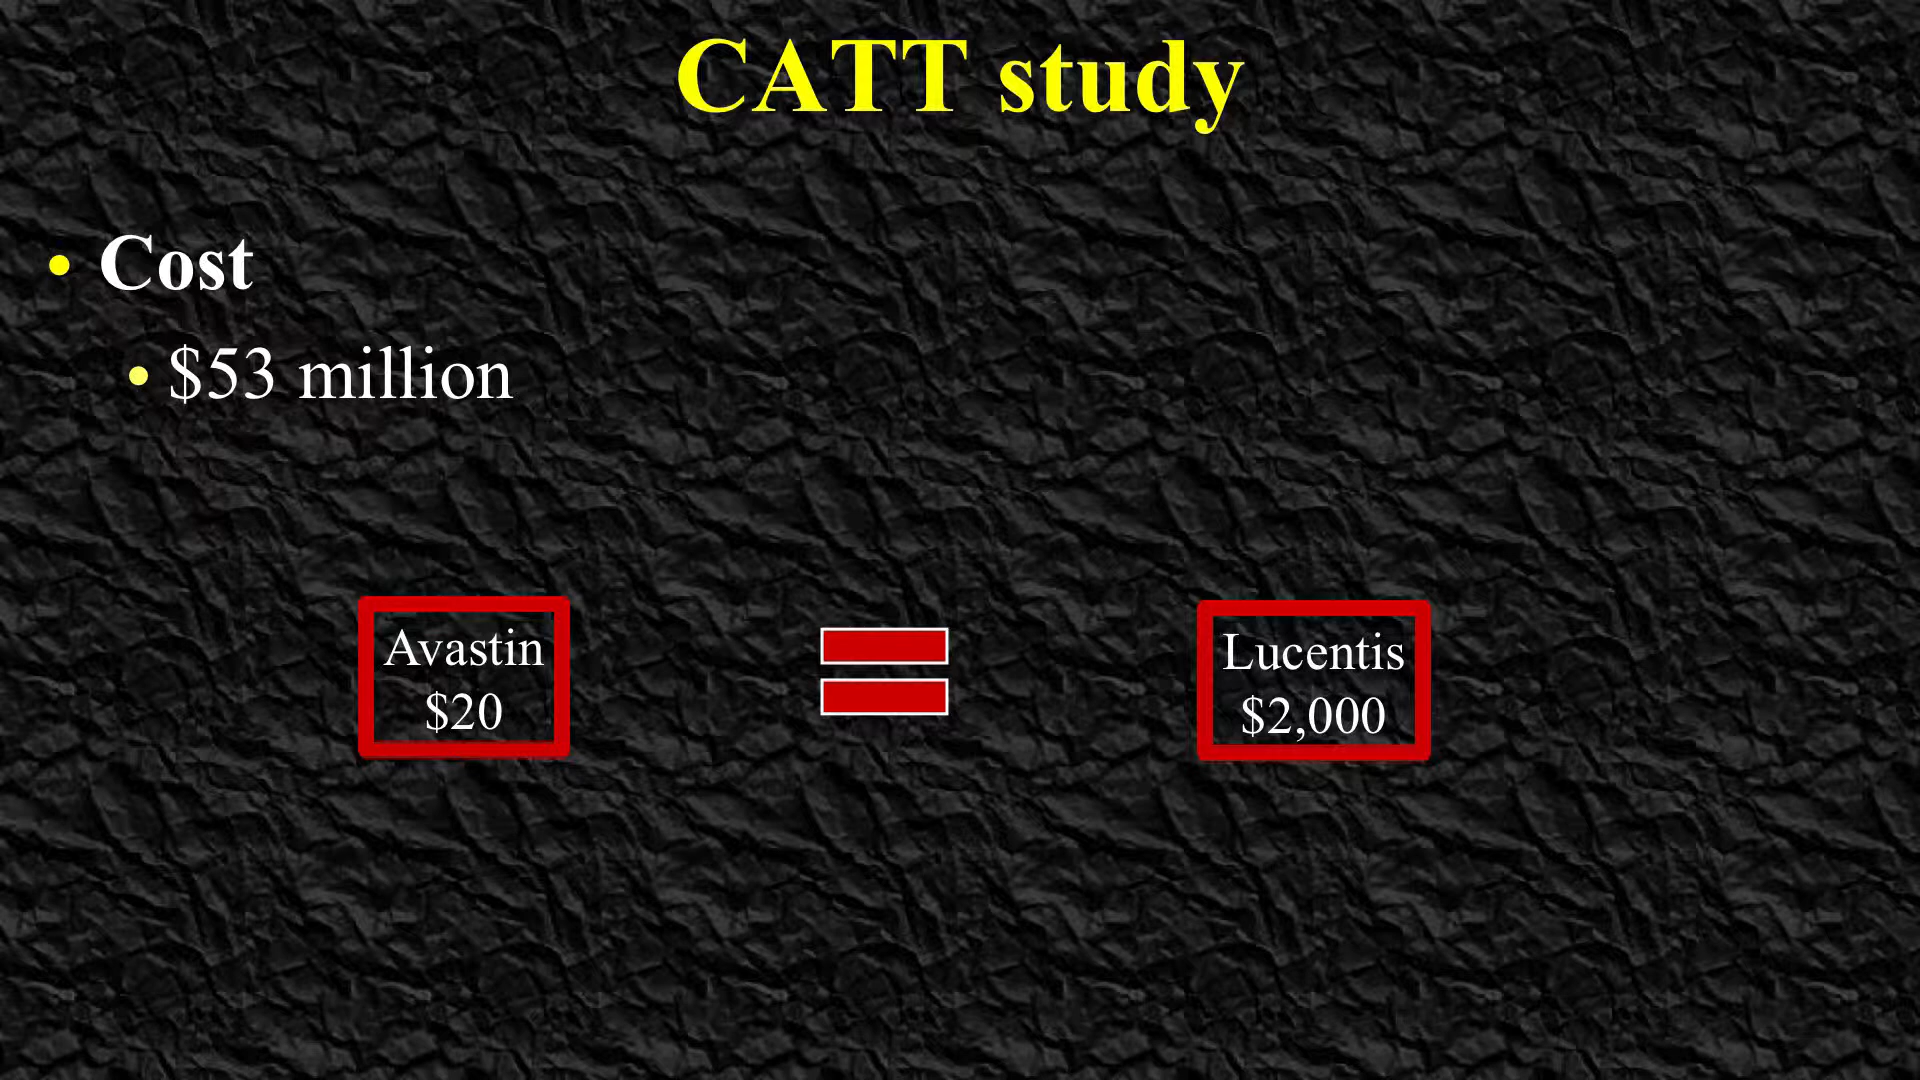 CATT study
• Cost
• $53 million
Avastin
$20
Lucentis
$2,000